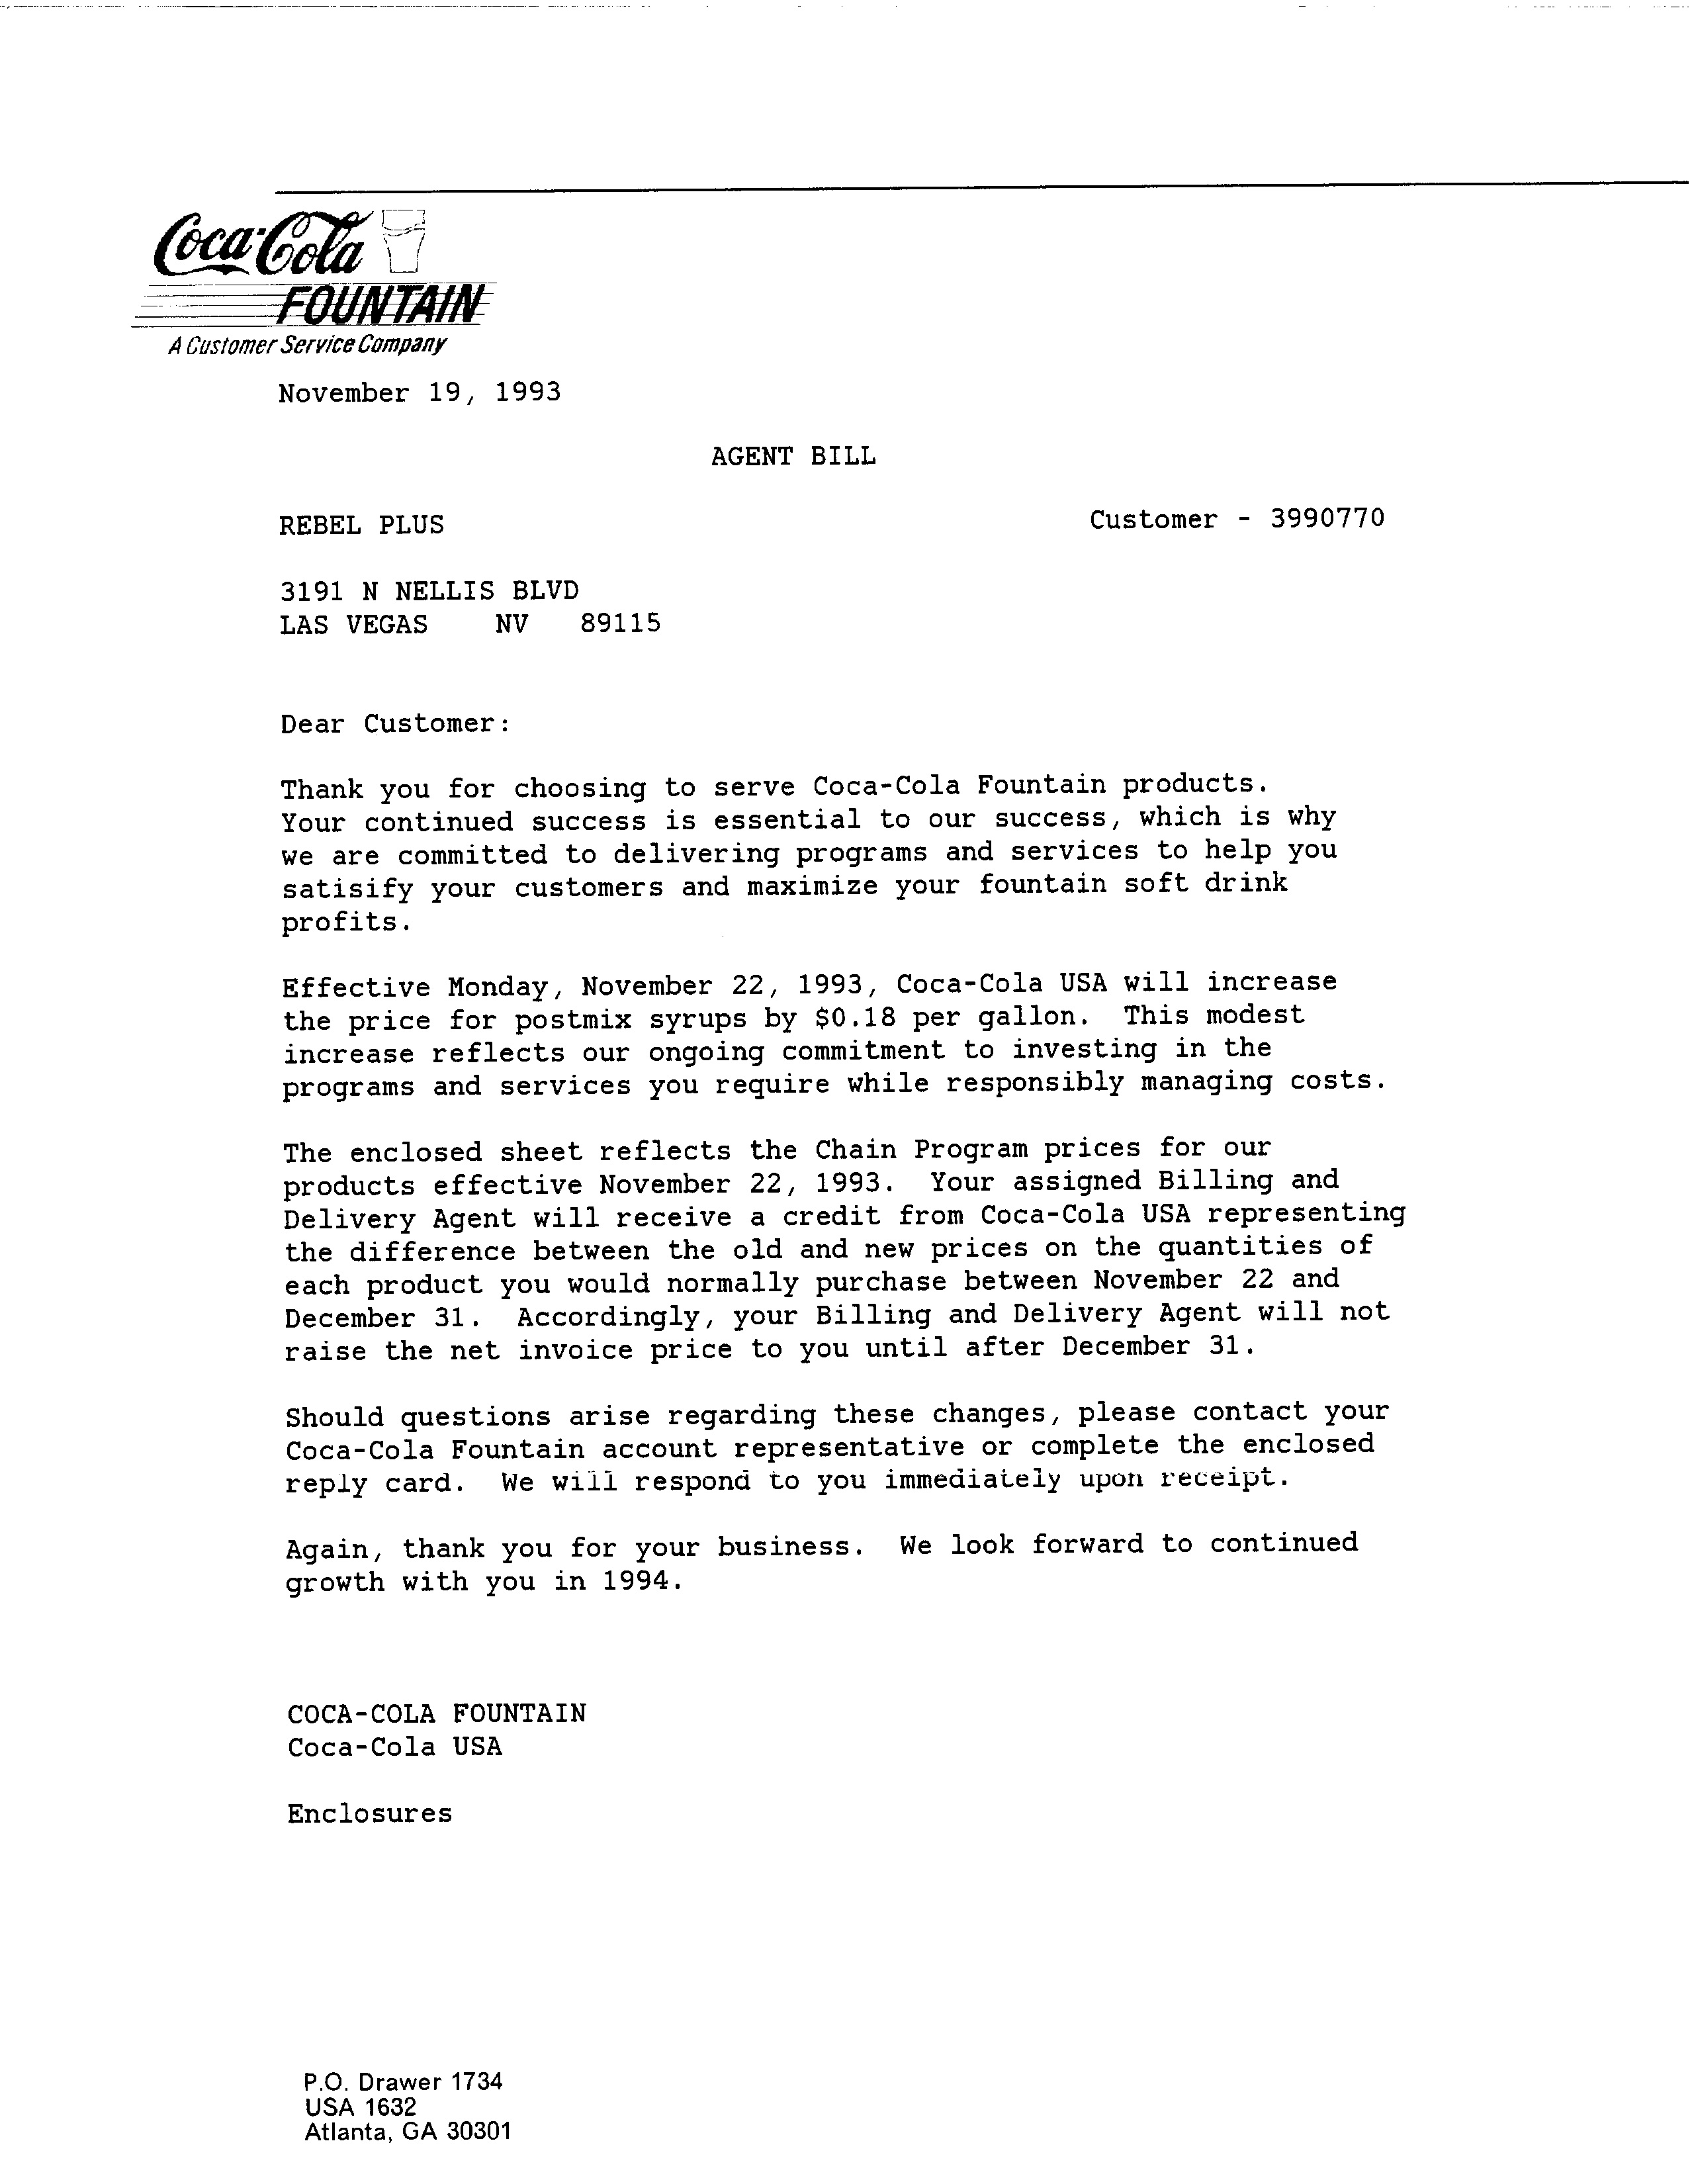 Coca-Cola
FOUNTAIN
A Customer Service Company
November 19, 1993
AGENT BILL
REBEL PLUS Customer - 3990770
3191 N NELLIS BLVD
LAS VEGAS NV 89115
Dear Customer:
Thank you for choosing to serve Coca-Cola Fountain products.
Your continued success is essential to our success, which is why
we are committed to delivering programs and services to help you
satisify your customers and maximize your fountain soft drink
profits.
Effective Monday, November 22, 1993, Coca-Cola USA will increase
the price for postmix syrups by $0.18 per gallon. This modest
increase reflects our ongoing commitment to investing in the
programs and services you require while responsibly managing costs.
The enclosed sheet reflects the Chain Program prices for our
products effective November 22, 1993. Your assigned Billing and
Delivery Agent will receive a credit from Coca-Cola USA representing
the difference between the old and new prices on the quantities of
each product you would normally purchase between November 22 and
December 31. Accordingly, your Billing and Delivery Agent will not
raise the net invoice price to you until after December 31.
Should questions arise regarding these changes, please contact your
Coca-Cola Fountain account representative or complete the enclosed
reply card. We will respond to you immediately upon receipt.
Again, thank you for your business. We look forward to continued
growth with you in 1994.
COCA-COLA FOUNTAIN
Coca-Cola USA
Enclosures
P.O. Drawer 1734
USA 1632
Atlanta, GA 30301